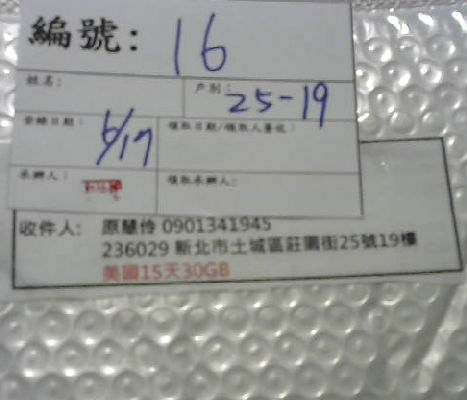 編號: 16
姓名:
戶別: 25-19
登錄日期: 6/17
領取日期/領取人簽收:
承辦人:
領取承辦人:
收件人: 原慧伶 0901341945
236029 新北市土城區莊園街25號19樓
美國15天30GB